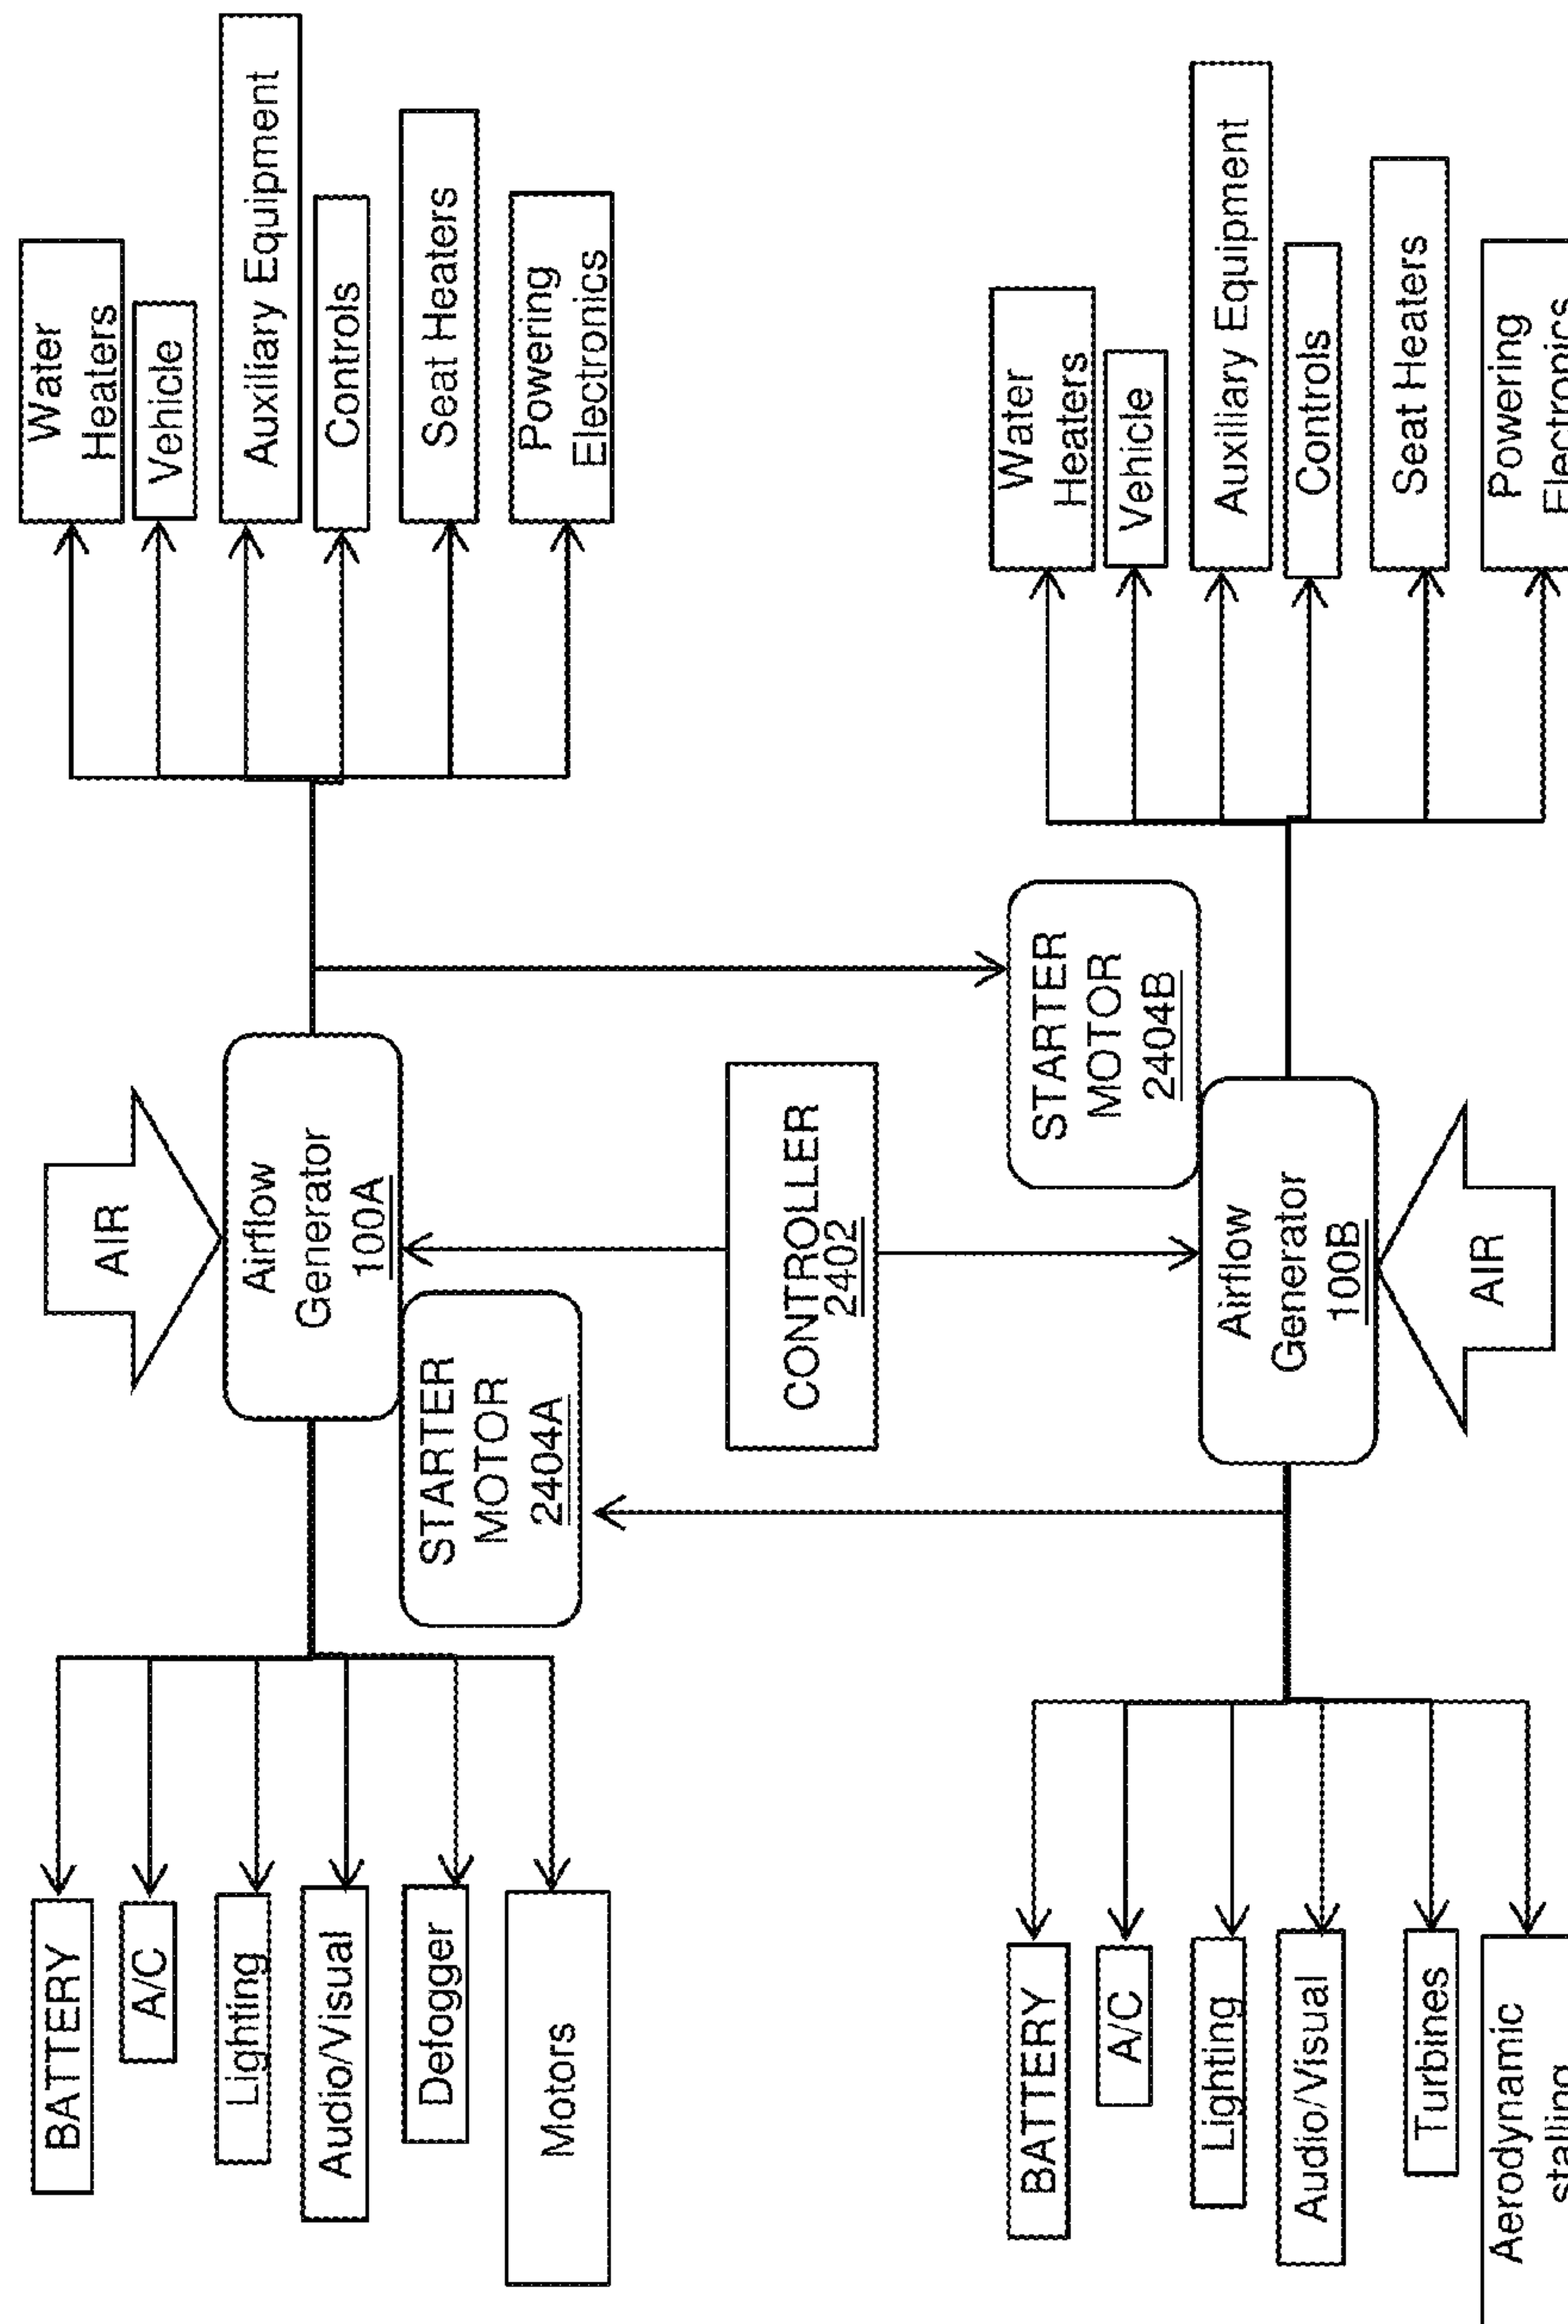 BATTERY
A/C
Lighting
Audio/Visual
Defogger
Motors
AIR
Airflow
Generator
100A
STARTER
MOTOR
2404A
Water
Heaters
Vehicle
Auxiliary Equipment
Controls
Seat Heaters
Powering
Electronics
CONTROLLER
2402
BATTERY
A/C
Lighting
Audio/Visual
Turbines
Aerodynamic
stalling
STARTER
MOTOR
2404B
Airflow
Generator
100B
AIR
Water
Heaters
Vehicle
Auxiliary Equipment
Controls
Seat Heaters
Powering
Electronics